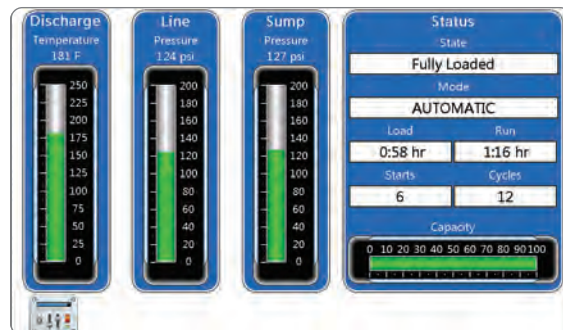 Discharge
Temperature
181 F
250
225
200
175
150
125
100
75
50
25
0
Line
Pressure
124 psi
200
180
160
140
120
100
80
60
40
20
0
Sump
Pressure
127 psi
200
180
160
140
120
100
80
60
40
20
0
Status
State
Fully Loaded
Mode
AUTOMATIC
Load Run
0:58 hr 1:16 hr
Starts Cycles
6 12
Capacity
0 10 20 30 40 50 60 70 80 90 100